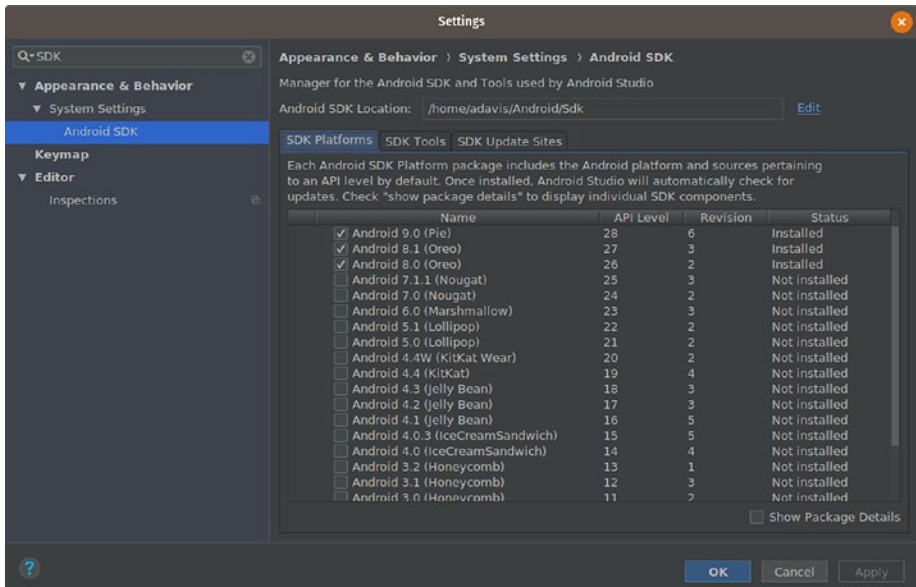 Settings
SDK
Appearance & Behavior
System Settings
Android SDK
Keymap
Editor
Inspections
Appearance & Behavior > System Settings > Android SDK
Manager for the Android SDK and Tools used by Android Studio
Android SDK Location: /home/adavis/Android/Sdk Edit
SDK Platforms SDK Tools SDK Update Sites
Each Android SDK Platform package includes the Android platform and sources pertaining
to an API level by default. Once installed, Android Studio will automatically check for
updates. Check "show package details" to display individual SDK components.
Name API Level Revision Status
Android 9.0 (Pie) 28 6 Installed
Android 8.1 (Oreo) 27 3 Installed
Android 8.0 (Oreo) 26 2 Installed
Android 7.1.1 (Nougat) 25 3 Not installed
Android 7.0 (Nougat) 24 2 Not installed
Android 6.0 (Marshmallow) 23 3 Not installed
Android 5.1 (Lollipop) 22 2 Not installed
Android 5.0 (Lollipop) 21 2 Not installed
Android 4.4W (KitKat Wear) 20 2 Not installed
Android 4.4 (KitKat) 19 4 Not installed
Android 4.3 (Jelly Bean) 18 3 Not installed
Android 4.2 (Jelly Bean) 17 3 Not installed
Android 4.1 (Jelly Bean) 16 5 Not installed
Android 4.0.3 (IceCreamSandwich) 15 5 Not installed
Android 4.0 (IceCreamSandwich) 14 4 Not installed
Android 3.2 (Honeycomb) 13 1 Not installed
Android 3.1 (Honeycomb) 12 3 Not installed
Android 3.0 (Honeycomb) 11 2 Not installed
Show Package Details
? OK Cancel Apply